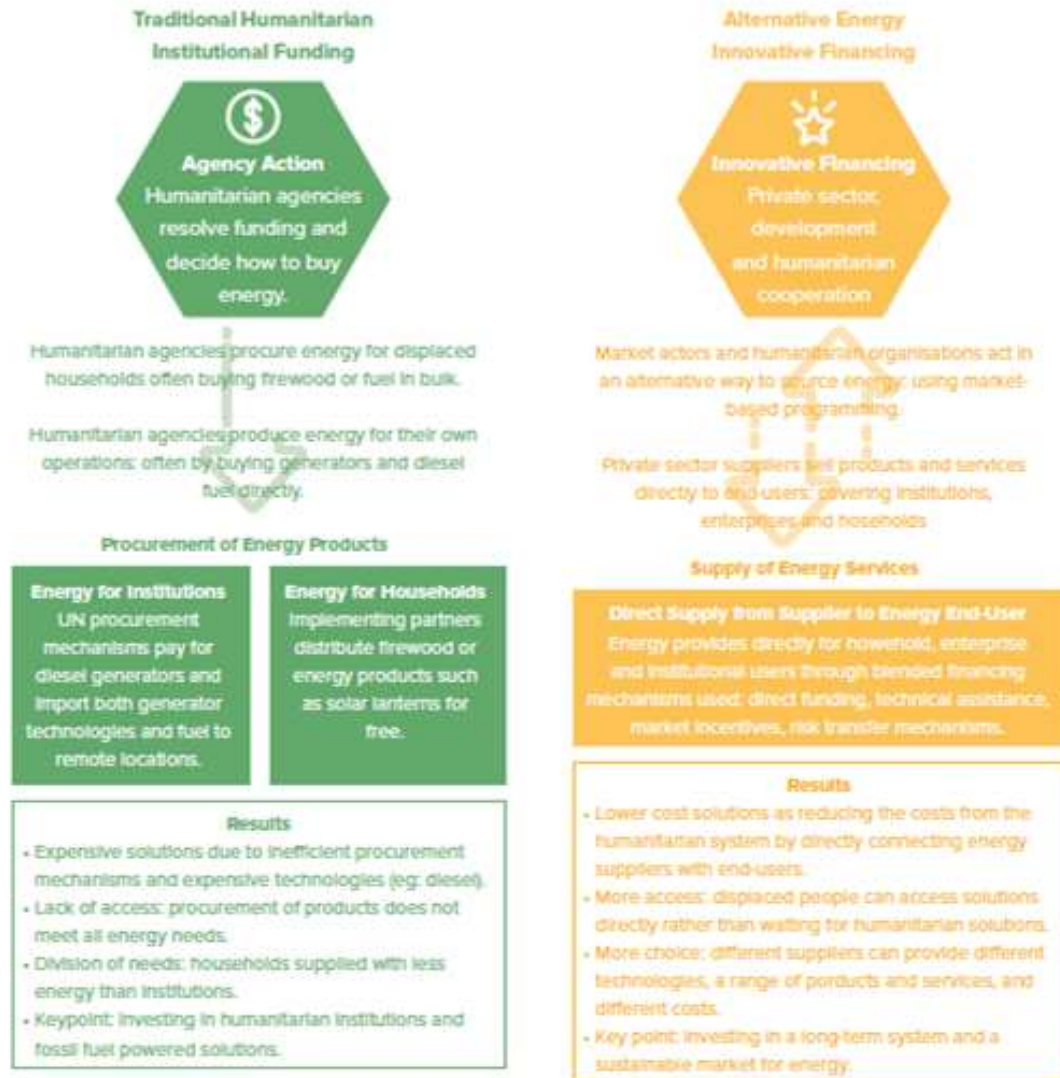 Traditional Humanitarian
Institutional Funding
Agency Action
Humanitarian agencies
resolve funding and
decide how to buy
energy.
Humanitarian agencies procure energy for displaced
households often buying firewood or fuel in bulk.
Humanitarian agencies produce energy for their own
operations: often by buying generators and diesel
fuel directly.
Procurement of Energy Products
Energy for Institutions
UN procurement
mechanisms pay for
diesel generators and
import both generator
technologies and fuel to
remote locations.
Energy for Households
Implementing partners
distribute firewood or
energy products such
as solar lanterns for
free.
Results
• Expensive solutions due to inefficient procurement
mechanisms and expensive technologies (eg: diesel).
• Lack of access: procurement of products does not
meet all energy needs.
• Division of needs: households supplied with less
energy than institutions.
• Keypoint: investing in humanitarian institutions and
fossil fuel powered solutions.
Alternative Energy
Innovative Financing
Innovative Financing
Private sector,
development
and humanitarian
cooperation
Market actors and humanitarian organisations act in
an alternative way to source energy: using market-
based programming.
Private sector suppliers sell products and services
directly to end-users: covering institutions,
enterprises and hoseholds
Supply of Energy Services
Direct Supply from Supplier to Energy End-User
Energy provides directly for howehold, enterprise
and institutional users through blended financing
mechanisms used: direct funding, technical assistance,
market incentives, risk transfer mechanisms.
Results
• Lower cost solutions as reducing the costs from the
humanitarian system by directly connecting energy
suppliers with end-users.
• More access: displaced people can access solutions
directly rather than waiting for humanitarian solutions.
• More choice: different suppliers can provide different
technologies, a range of porducts and services, and
different costs.
• Key point: investing in a long-term system and a
sustainable market for energy.